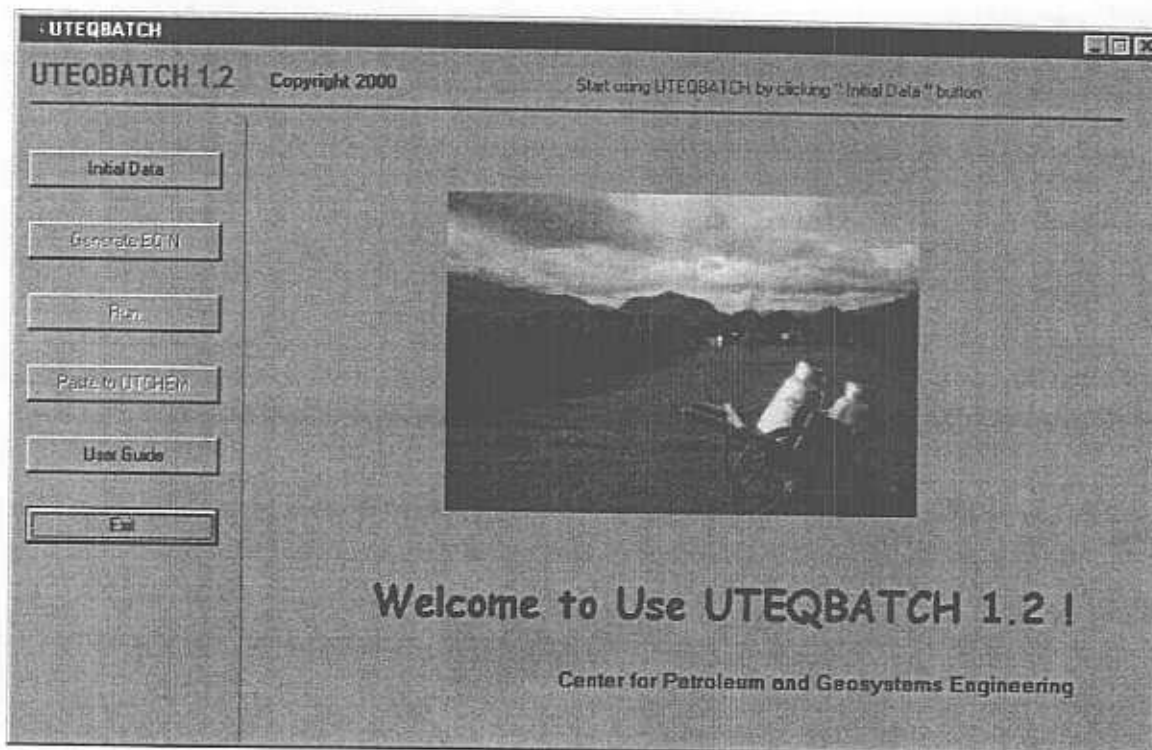 UTEQBATCH
UTEQBATCH 1.2 Copyright 2000 Start using UTEQBATCH by clicking " Initial Data " button
Initial Data
Generate EQIN
Run
Paste to UTCHEM
User Guide
Exit
Welcome to Use UTEQBATCH 1.2 !
Center for Petroleum and Geosystems Engineering